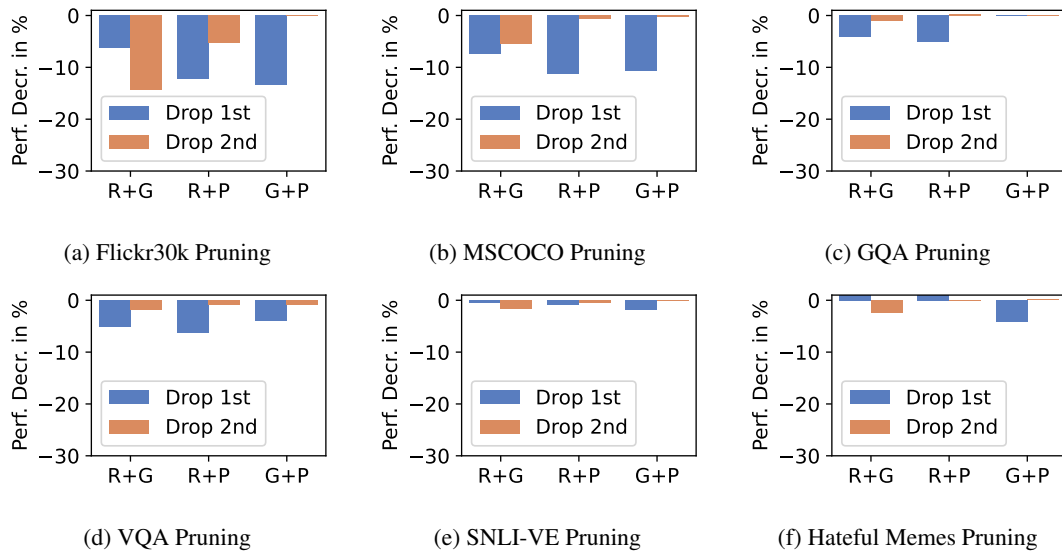 Perf. Decr. in %
0
−10
−20
−30
Drop 1st
Drop 2nd
R+G R+P G+P
(a) Flickr30k Pruning
Perf. Decr. in %
0
−10
−20
−30
Drop 1st
Drop 2nd
R+G R+P G+P
(b) MSCOCO Pruning
Perf. Decr. in %
0
−10
−20
−30
Drop 1st
Drop 2nd
R+G R+P G+P
(c) GQA Pruning
Perf. Decr. in %
0
−10
−20
−30
Drop 1st
Drop 2nd
R+G R+P G+P
(d) VQA Pruning
Perf. Decr. in %
0
−10
−20
−30
Drop 1st
Drop 2nd
R+G R+P G+P
(e) SNLI-VE Pruning
Perf. Decr. in %
0
−10
−20
−30
Drop 1st
Drop 2nd
R+G R+P G+P
(f) Hateful Memes Pruning